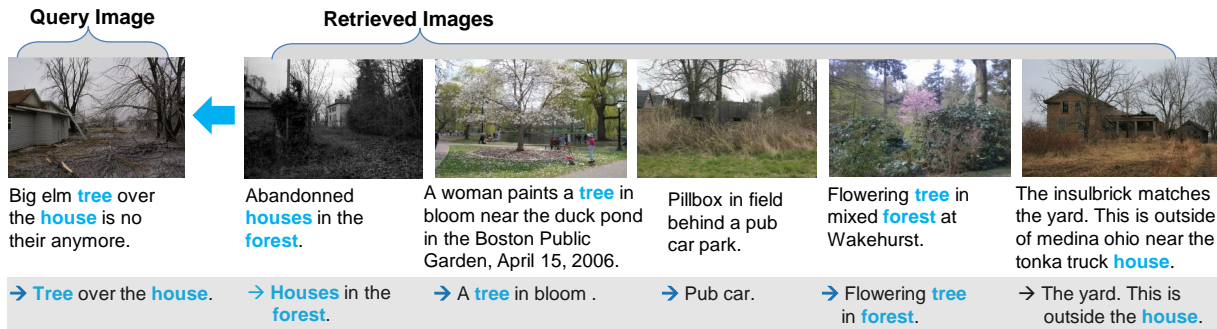 Query Image
Retrieved Images
Big elm tree over
the house is no
their anymore.
Abandonned
houses in the
forest.
A woman paints a tree in
bloom near the duck pond
in the Boston Public
Garden, April 15, 2006.
Pillbox in field
behind a pub
car park.
Flowering tree in
mixed forest at
Wakehurst.
The insulbrick matches
the yard. This is outside
of medina ohio near the
tonka truck house.
→ Tree over the house.
→ Houses in the
forest.
→ A tree in bloom .
→ Pub car.
→ Flowering tree
in forest.
→ The yard. This is
outside the house.